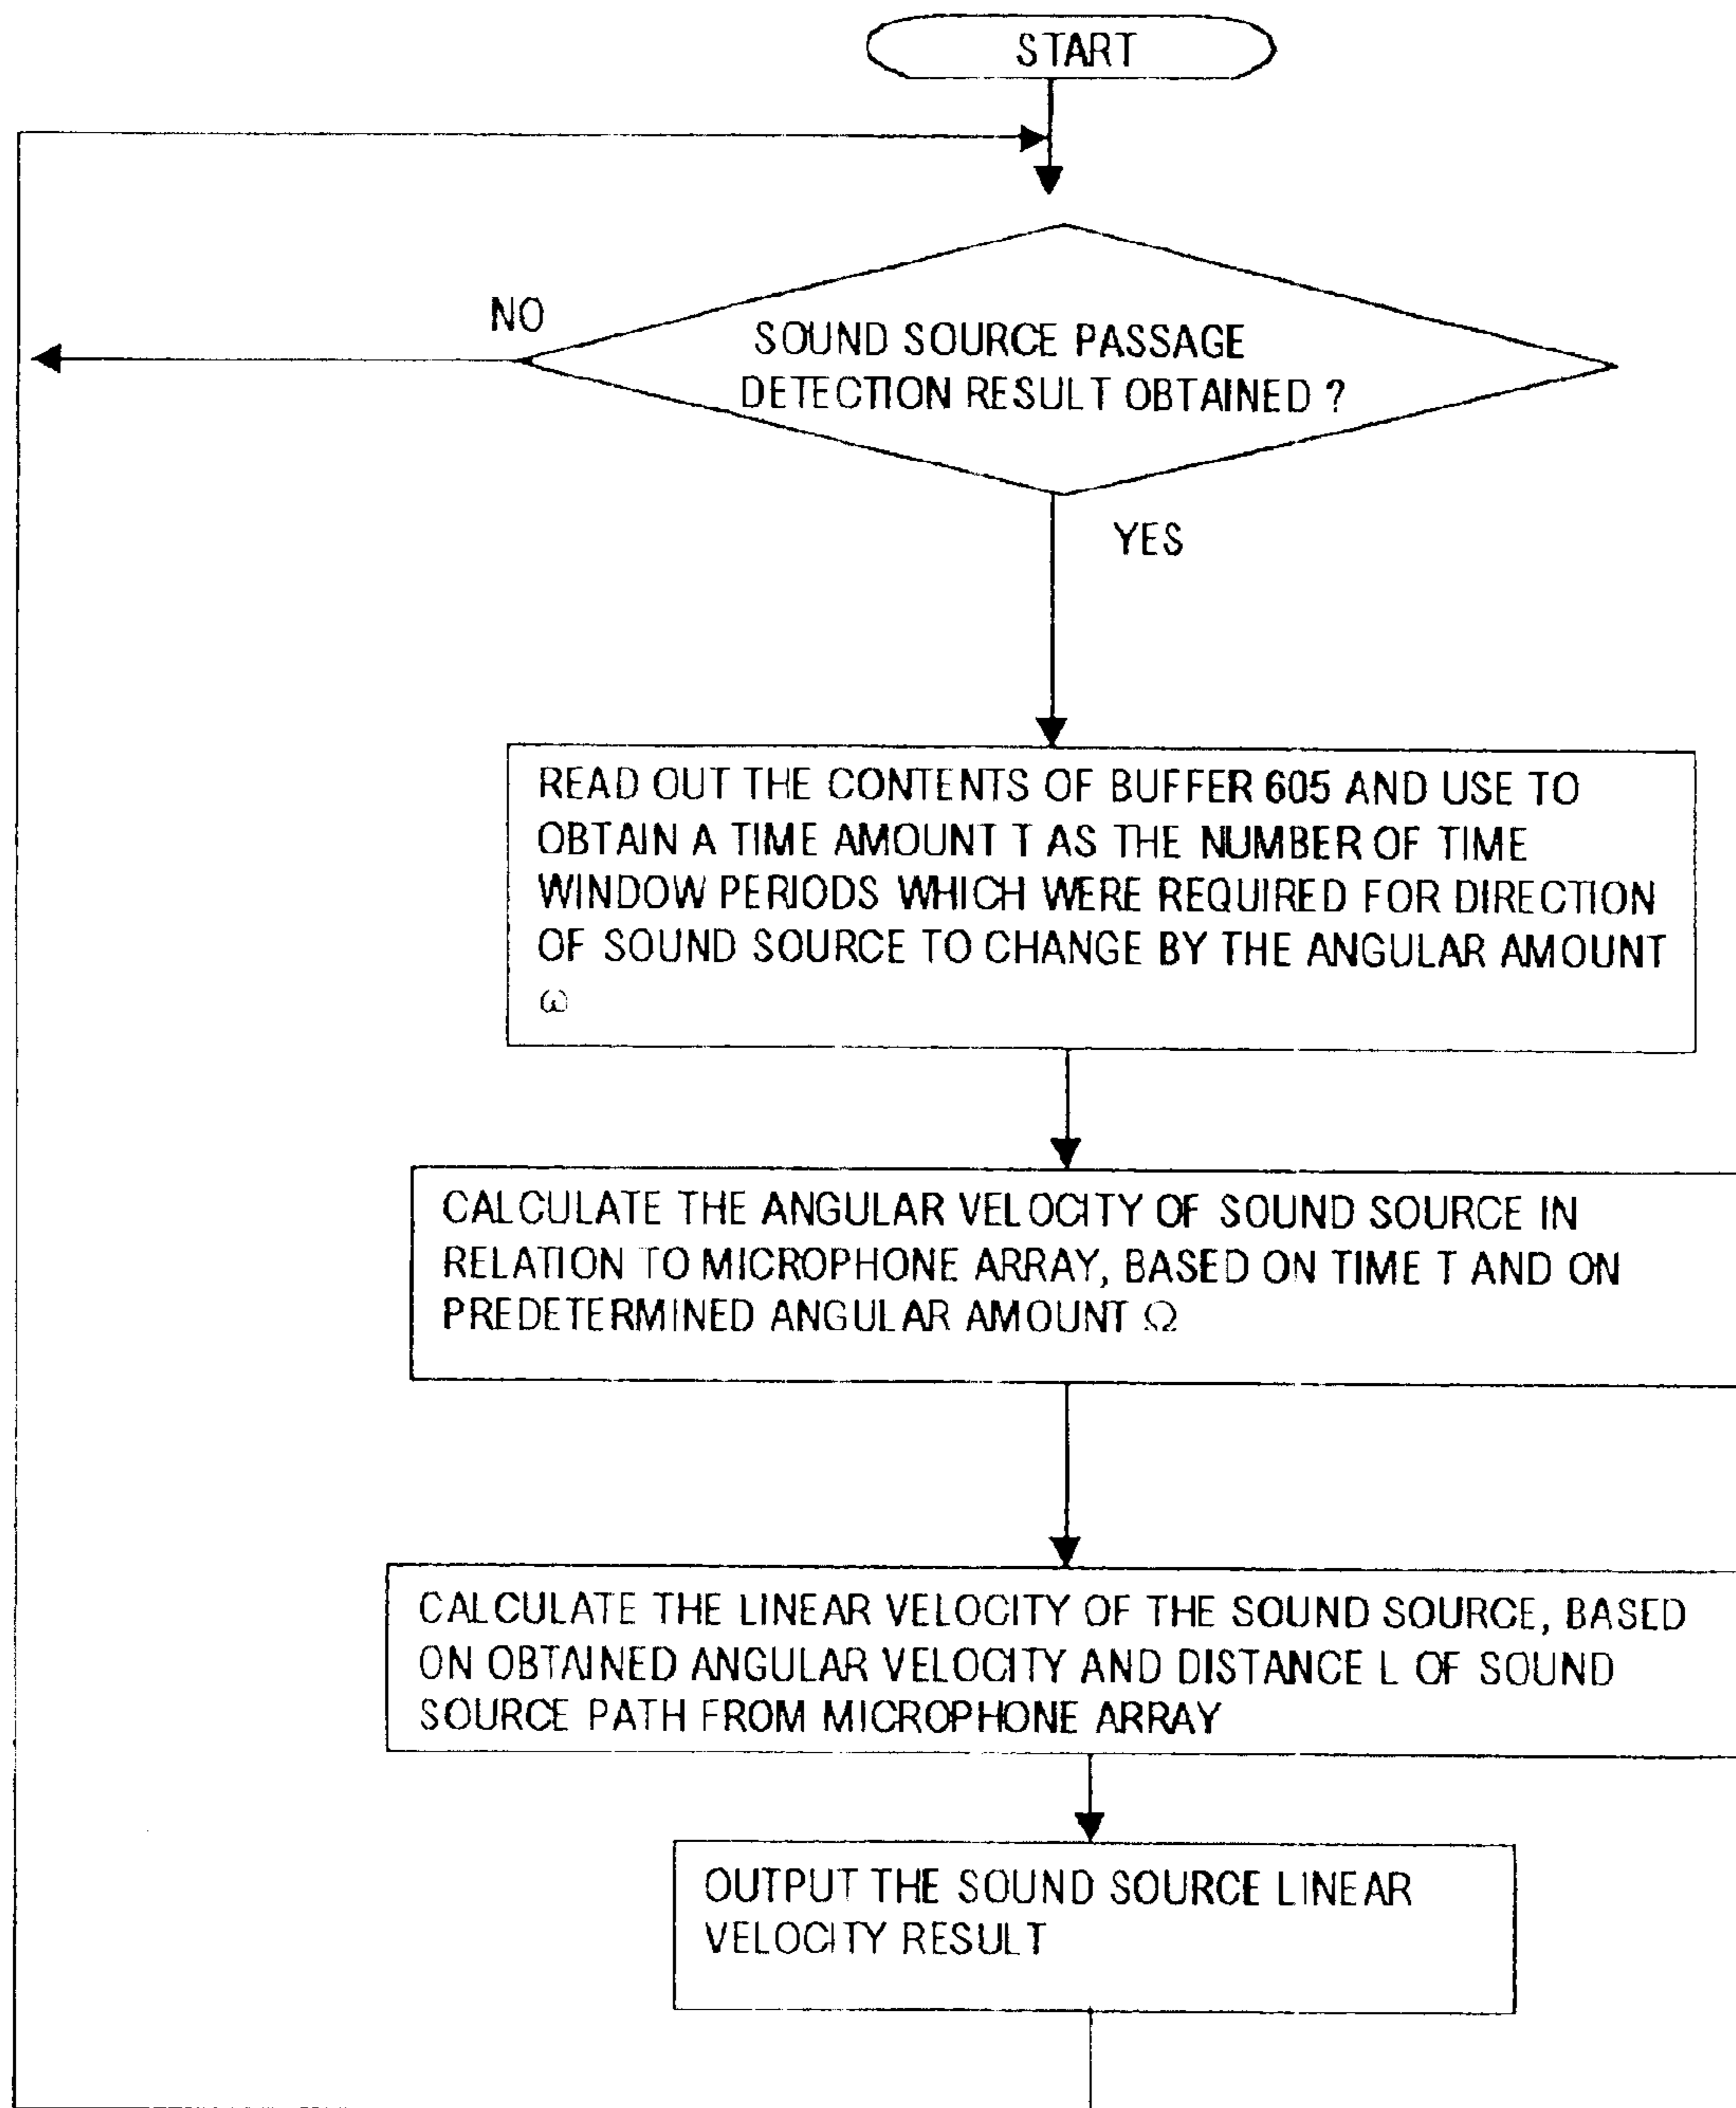 START
NO
SOUND SOURCE PASSAGE
DETECTION RESULT OBTAINED ?
YES
READ OUT THE CONTENTS OF BUFFER 605 AND USE TO
OBTAIN A TIME AMOUNT T AS THE NUMBER OF TIME
WINDOW PERIODS WHICH WERE REQUIRED FOR DIRECTION
OF SOUND SOURCE TO CHANGE BY THE ANGULAR AMOUNT
ω
CALCULATE THE ANGULAR VELOCITY OF SOUND SOURCE IN
RELATION TO MICROPHONE ARRAY, BASED ON TIME T AND ON
PREDETERMINED ANGULAR AMOUNT Ω
CALCULATE THE LINEAR VELOCITY OF THE SOUND SOURCE, BASED
ON OBTAINED ANGULAR VELOCITY AND DISTANCE L OF SOUND
SOURCE PATH FROM MICROPHONE ARRAY
OUTPUT THE SOUND SOURCE LINEAR
VELOCITY RESULT